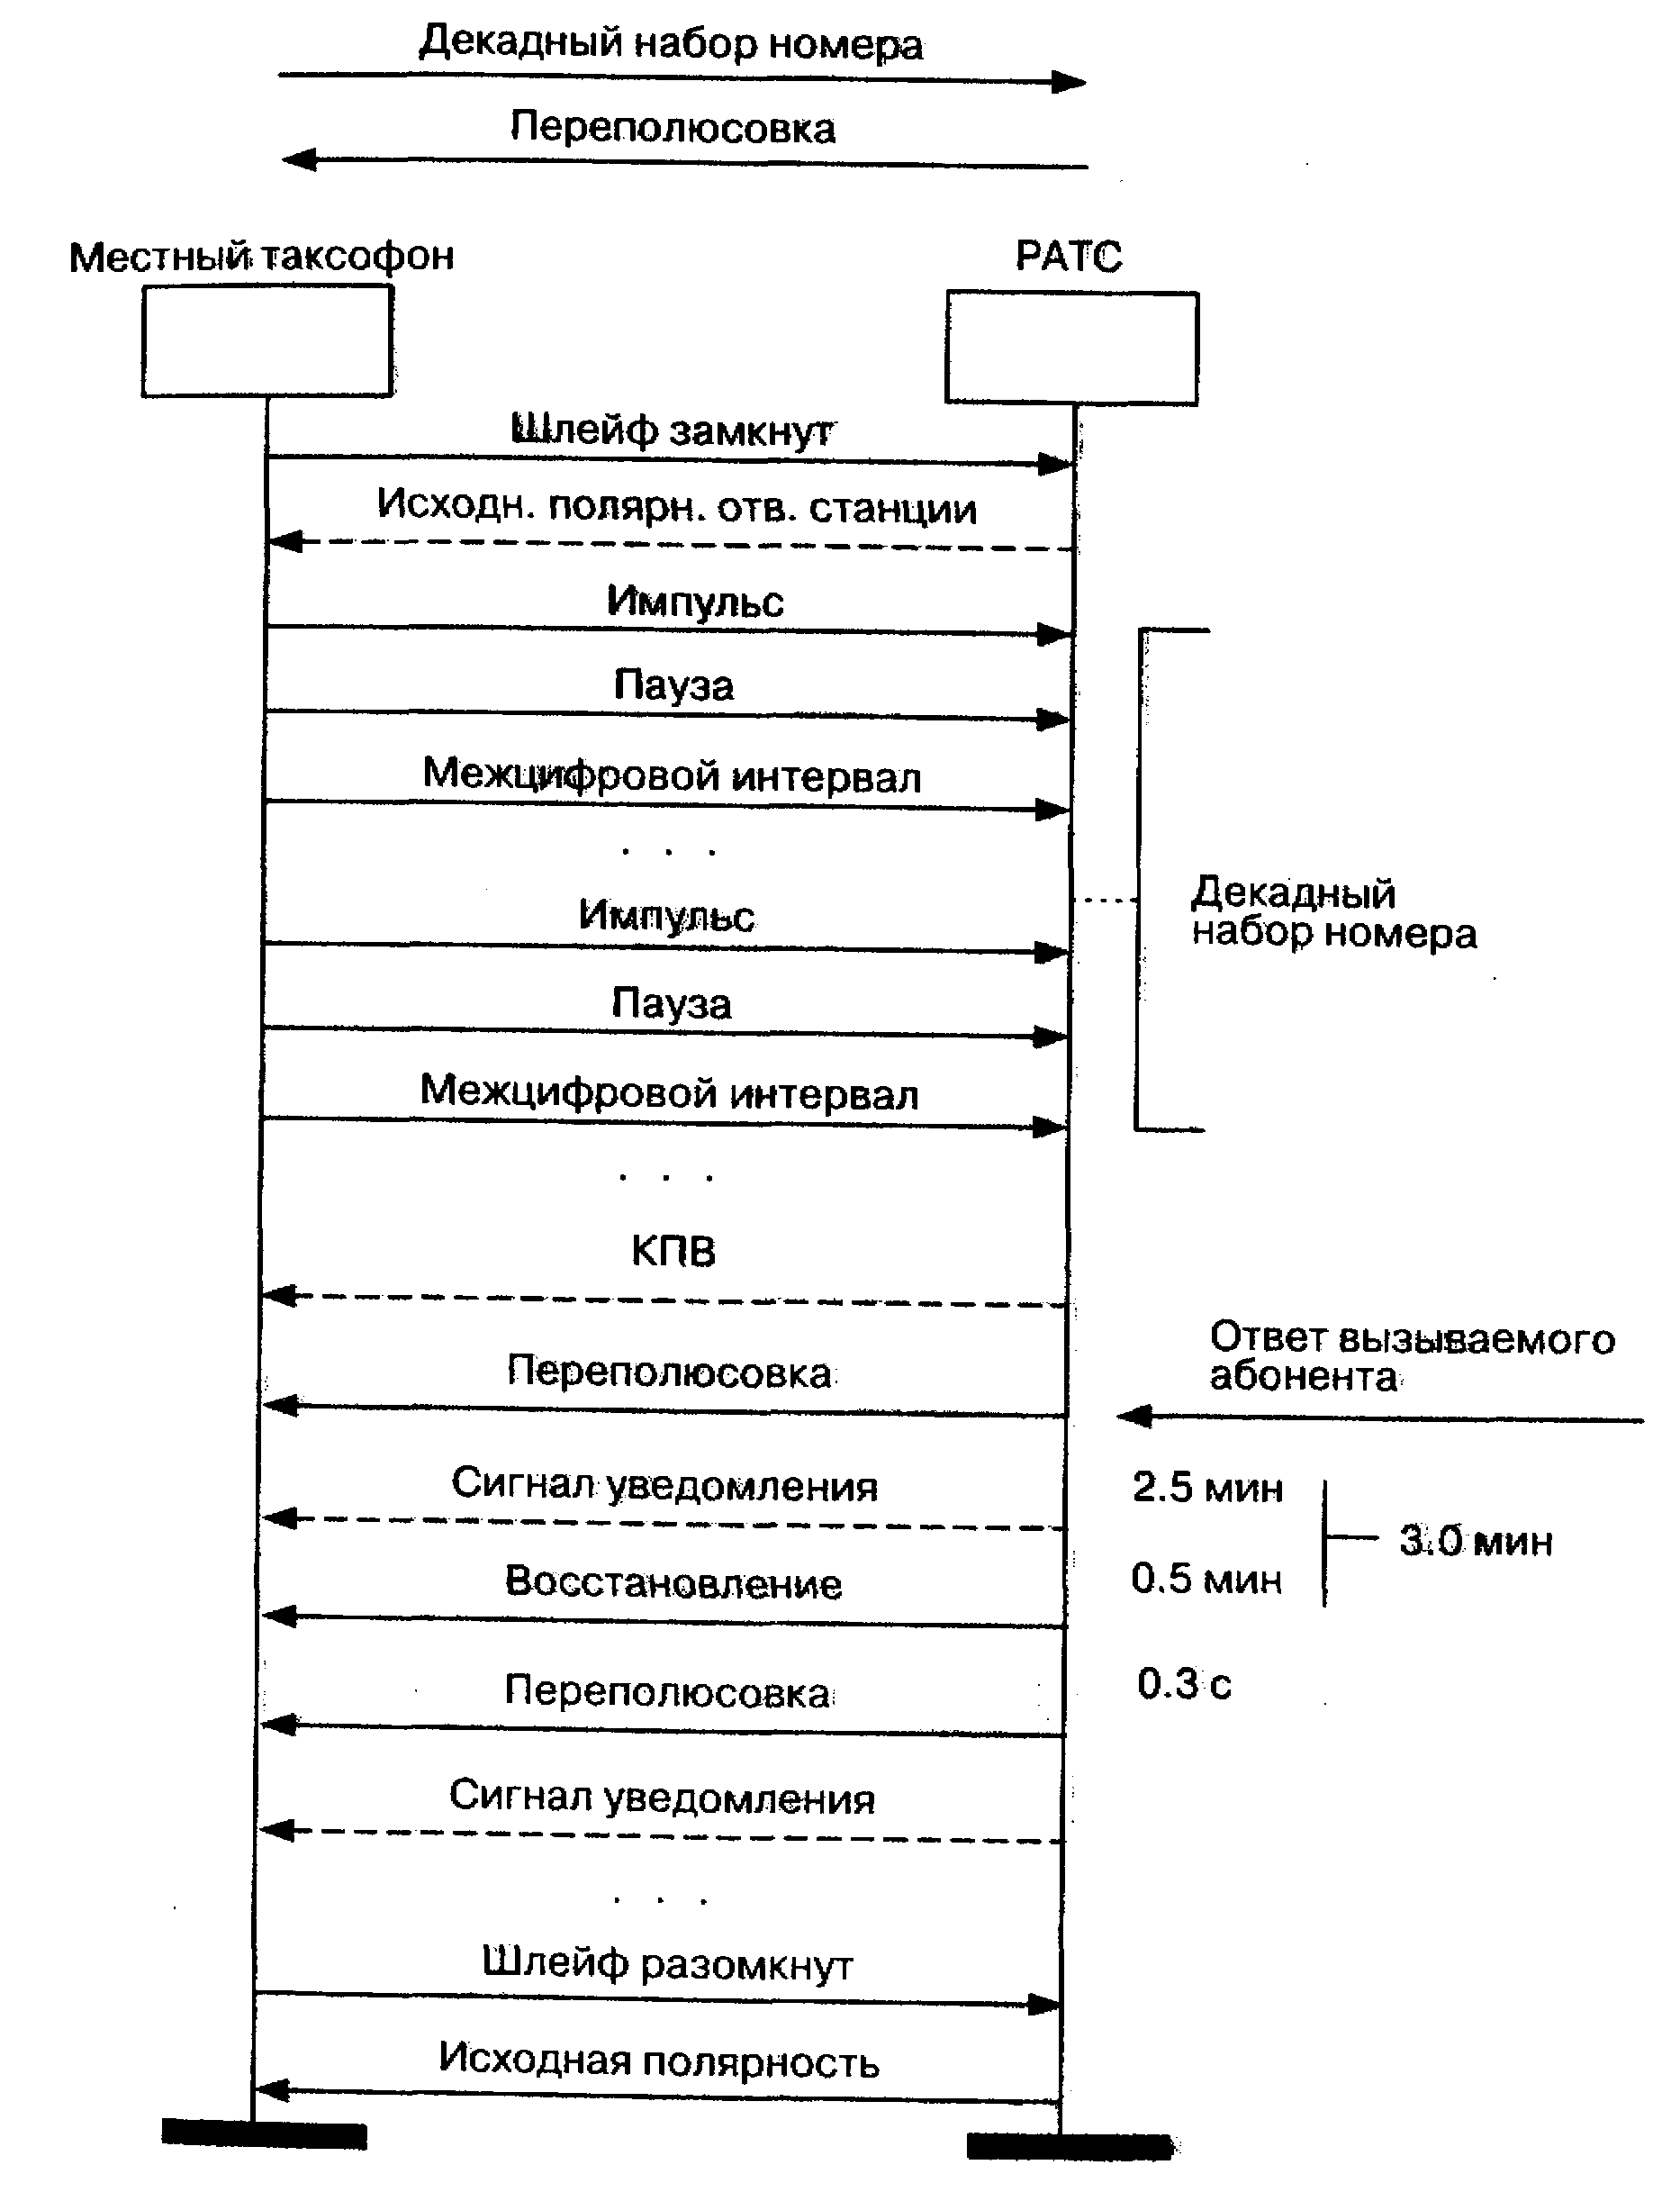 Декадный набор номера
Переполюсовка
Местный таксофон
РАТС
Шлейф замкнут
Исходн. полярн. отв. станции
Импульс
Пауза
Межцифровой интервал
. . .
Импульс
Декадный
набор номера
Пауза
Межцифровой интервал
. . .
КПВ
Ответ вызываемого
абонента
Переполюсовка
Сигнал уведомления
2.5 мин
3.0 мин
Восстановление
0.5 мин
Переполюсовка
0.3 с
Сигнал уведомления
. . .
Шлейф разомкнут
Исходная полярность